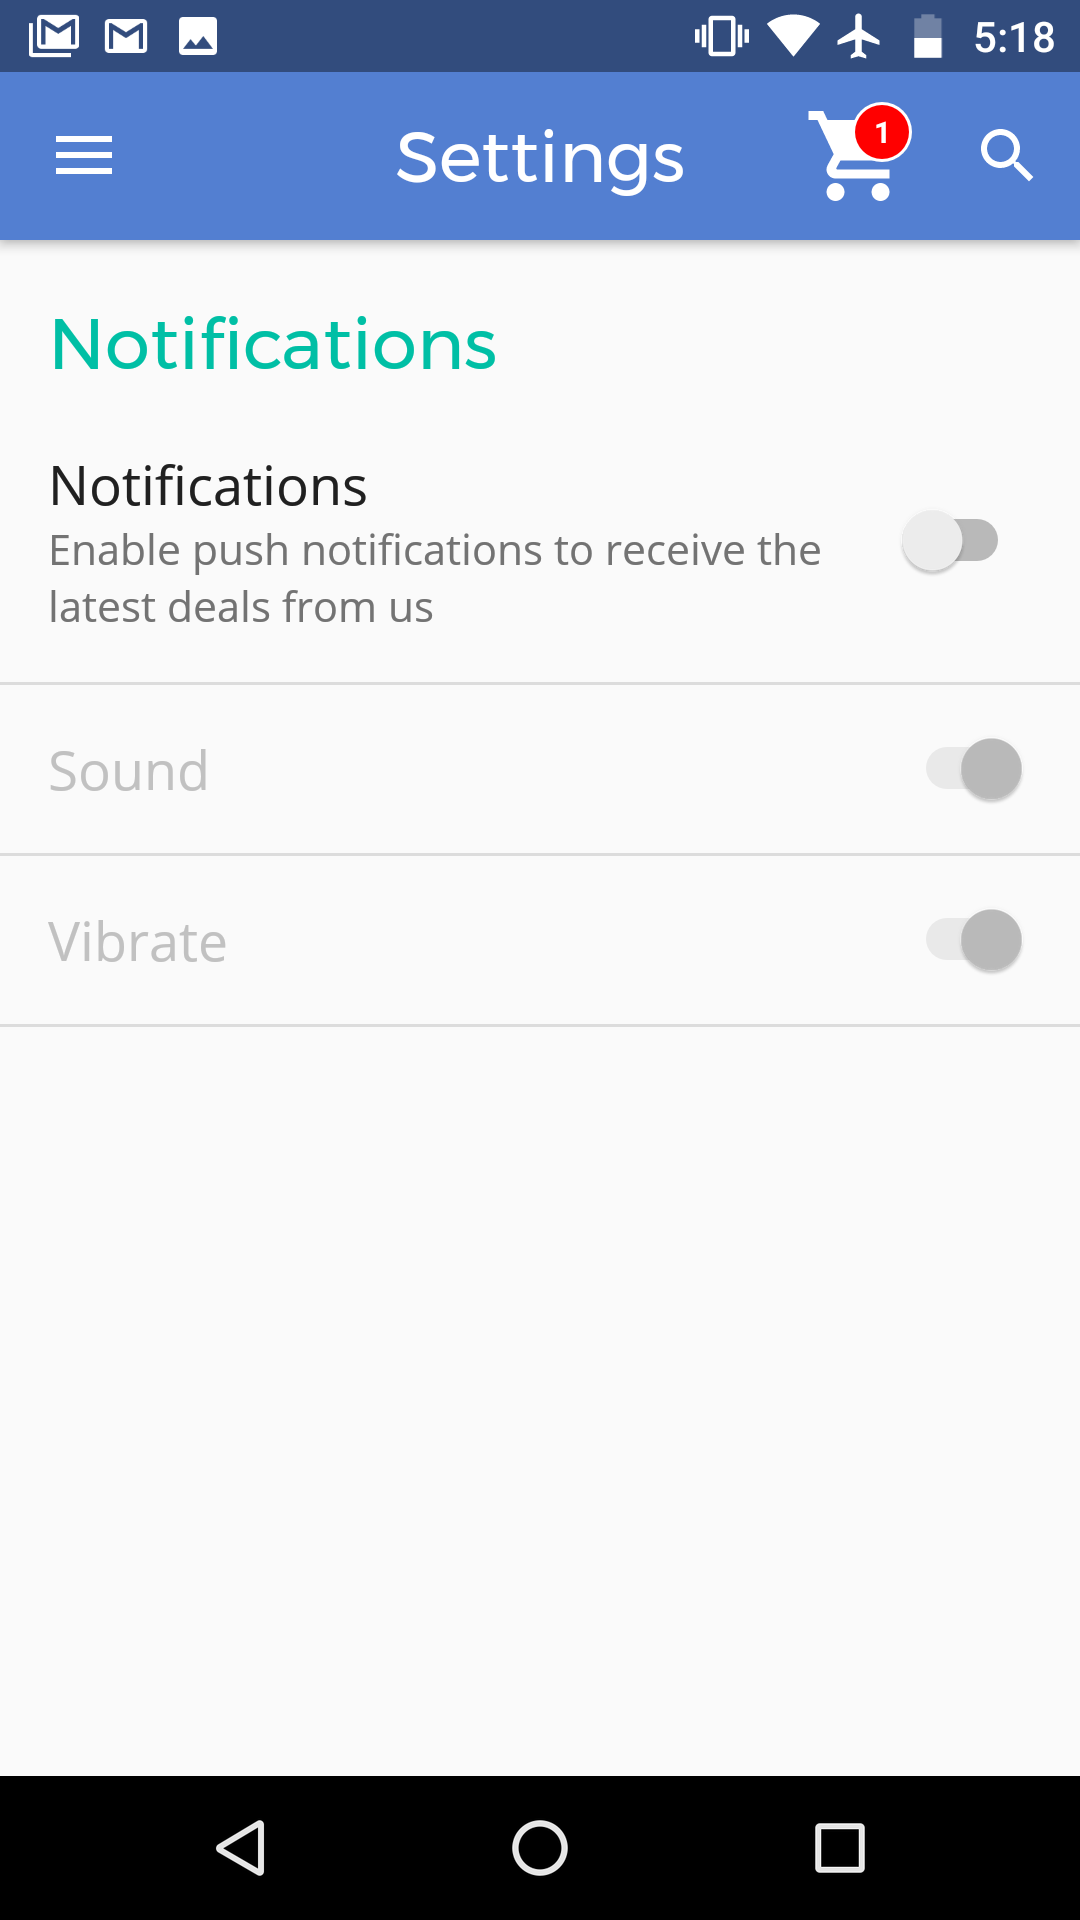 5:18
Settings
1
Notifications
Notifications
Enable push notifications to receive the
latest deals from us
Sound
Vibrate